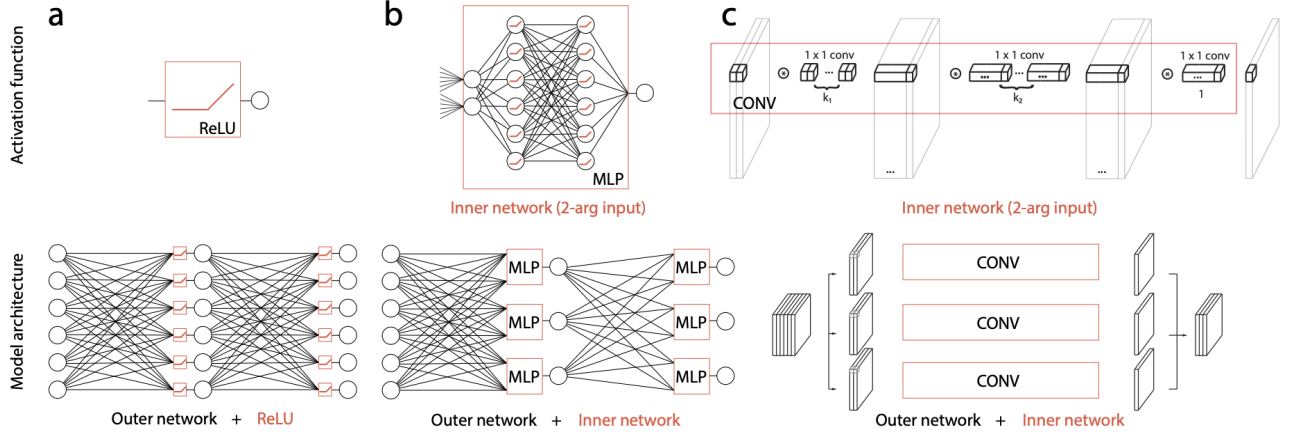 a
b
c
Activation function
ReLU
MLP
Inner network (2-arg input)
1 x 1 conv
1 x 1 conv
1 x 1 conv
...
...
...
...
...
k₁
k₂
1
CONV
...
...
Inner network (2-arg input)
Model architecture
Outer network + ReLU
MLP
MLP
MLP
MLP
MLP
MLP
Outer network + Inner network
CONV
CONV
CONV
Outer network + Inner network